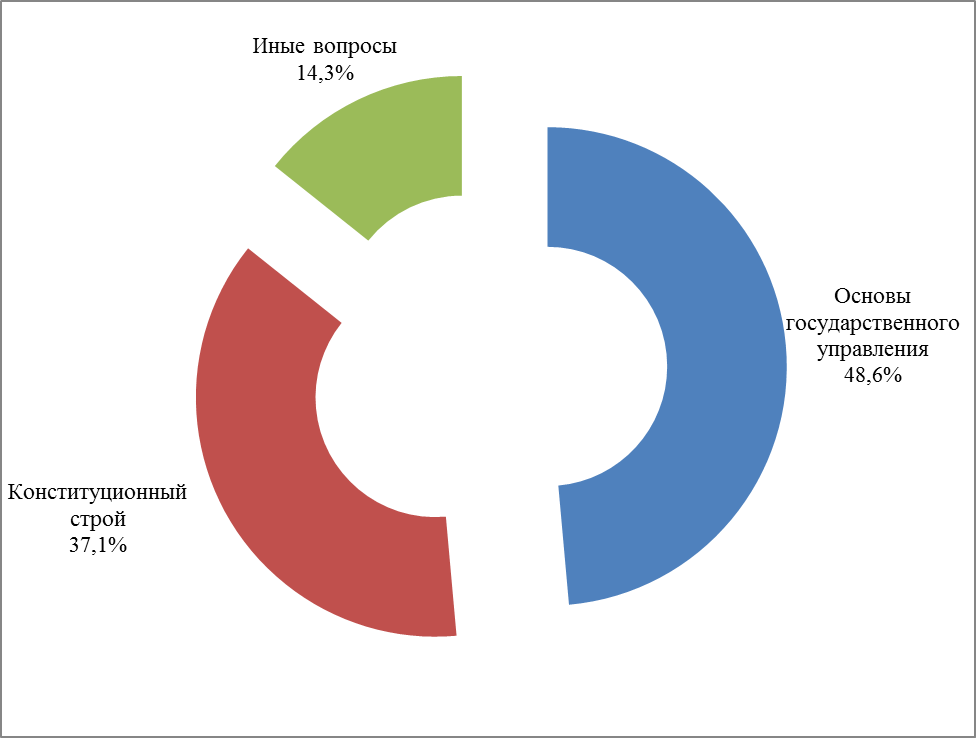 Иные вопросы
14,3%
Основы
государственного
управления
48,6%
Конституционный
строй
37,1%